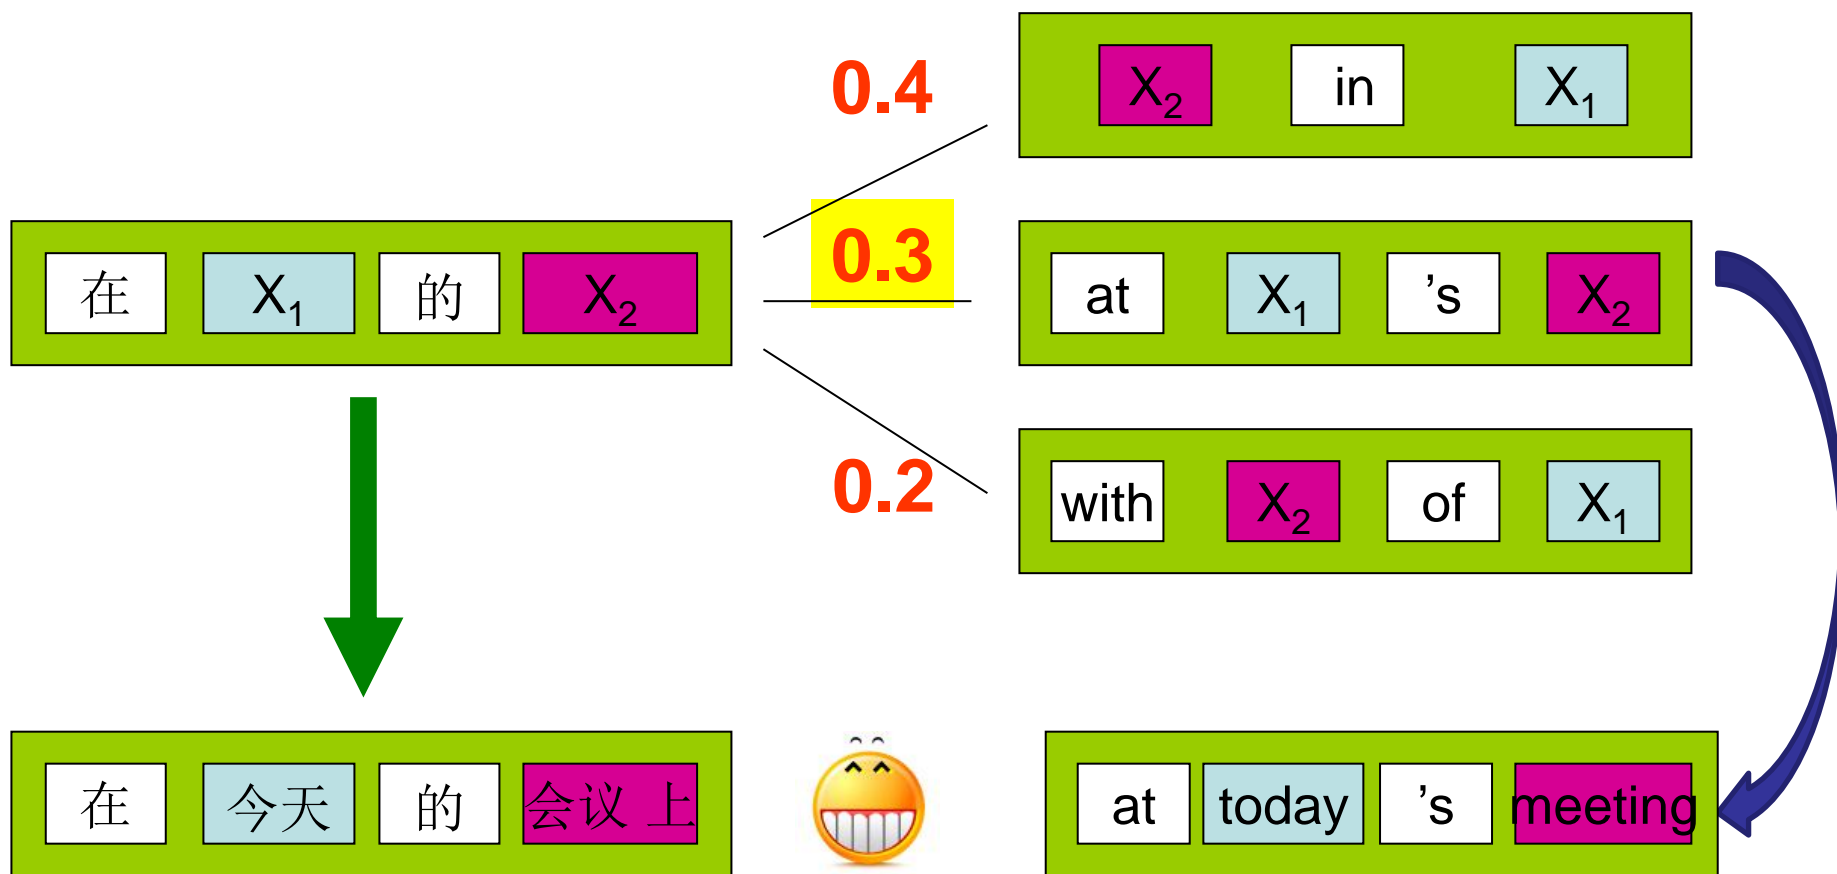 0.4
X₂ in X₁
在 X₁ 的 X₂
0.3
at X₁ ’s X₂
0.2
with X₂ of X₁
在 今天 的 会议 上
at today ’s meeting